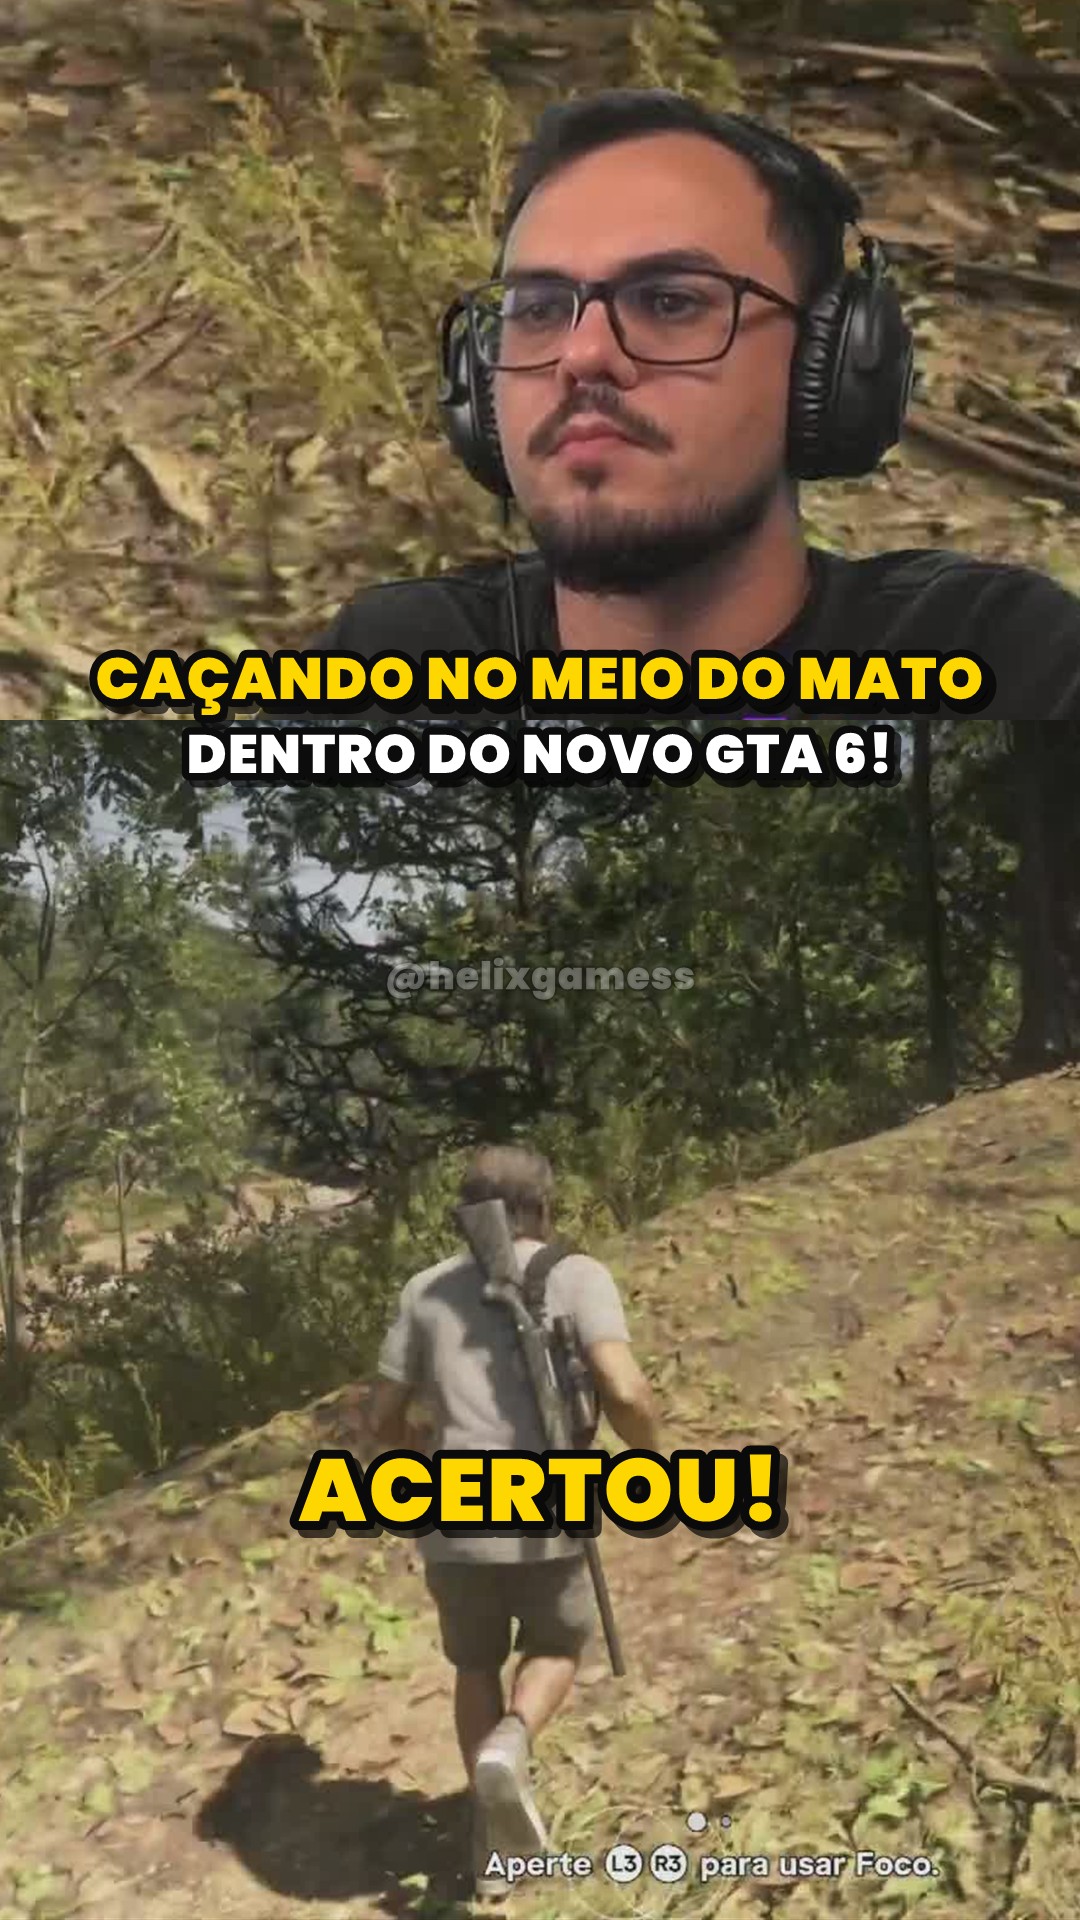 CAÇANDO NO MEIO DO MATO
DENTRO DO NOVO GTA 6!
@helixgamess
ACERTOU!
Aperte L3 R3 para usar Foco.